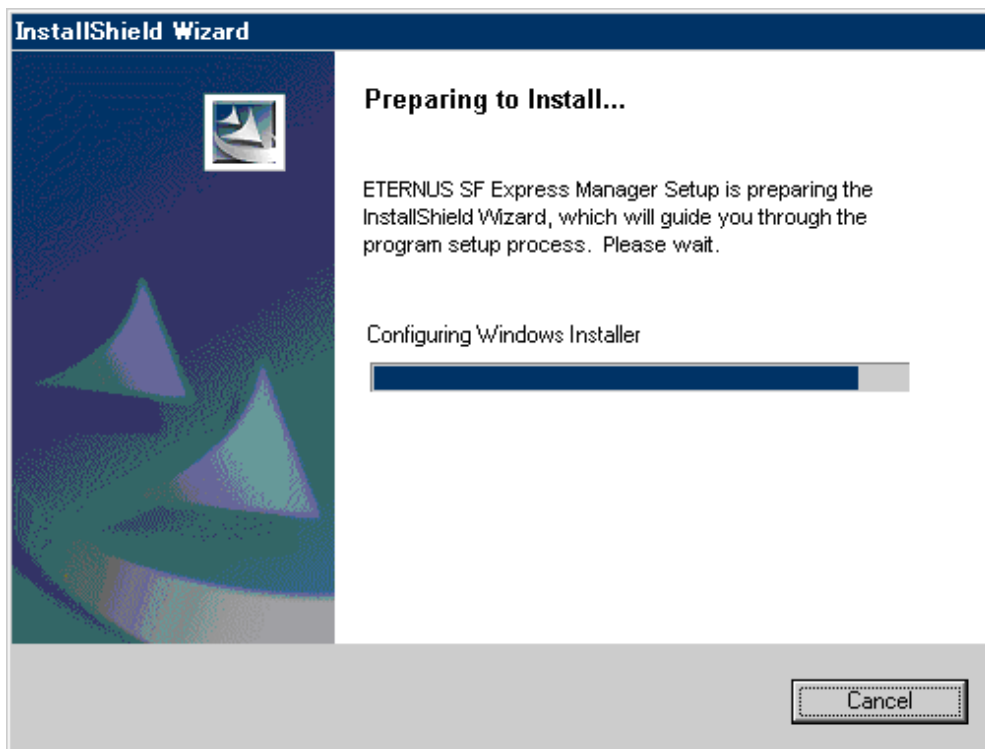 InstallShield Wizard
Preparing to Install...
ETERNUS SF Express Manager Setup is preparing the
InstallShield Wizard, which will guide you through the
program setup process.  Please wait.
Configuring Windows Installer
Cancel